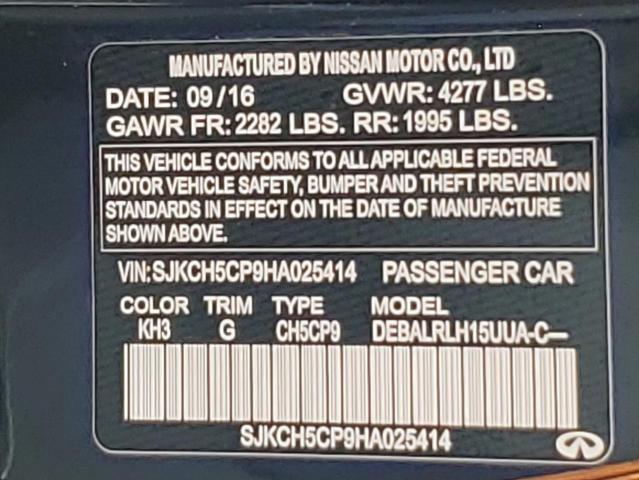 MANUFACTURED BY NISSAN MOTOR CO., LTD
DATE: 09/16 GVWR: 4277 LBS.
GAWR FR: 2282 LBS. RR: 1995 LBS.
THIS VEHICLE CONFORMS TO ALL APPLICABLE FEDERAL
MOTOR VEHICLE SAFETY, BUMPER AND THEFT PREVENTION
STANDARDS IN EFFECT ON THE DATE OF MANUFACTURE
SHOWN ABOVE.
VIN: SJKCH5CP9HA025414 PASSENGER CAR
COLOR TRIM TYPE MODEL
KH3 G CH5CP9 DEBALRLH15UUA-C—
SJKCH5CP9HA025414